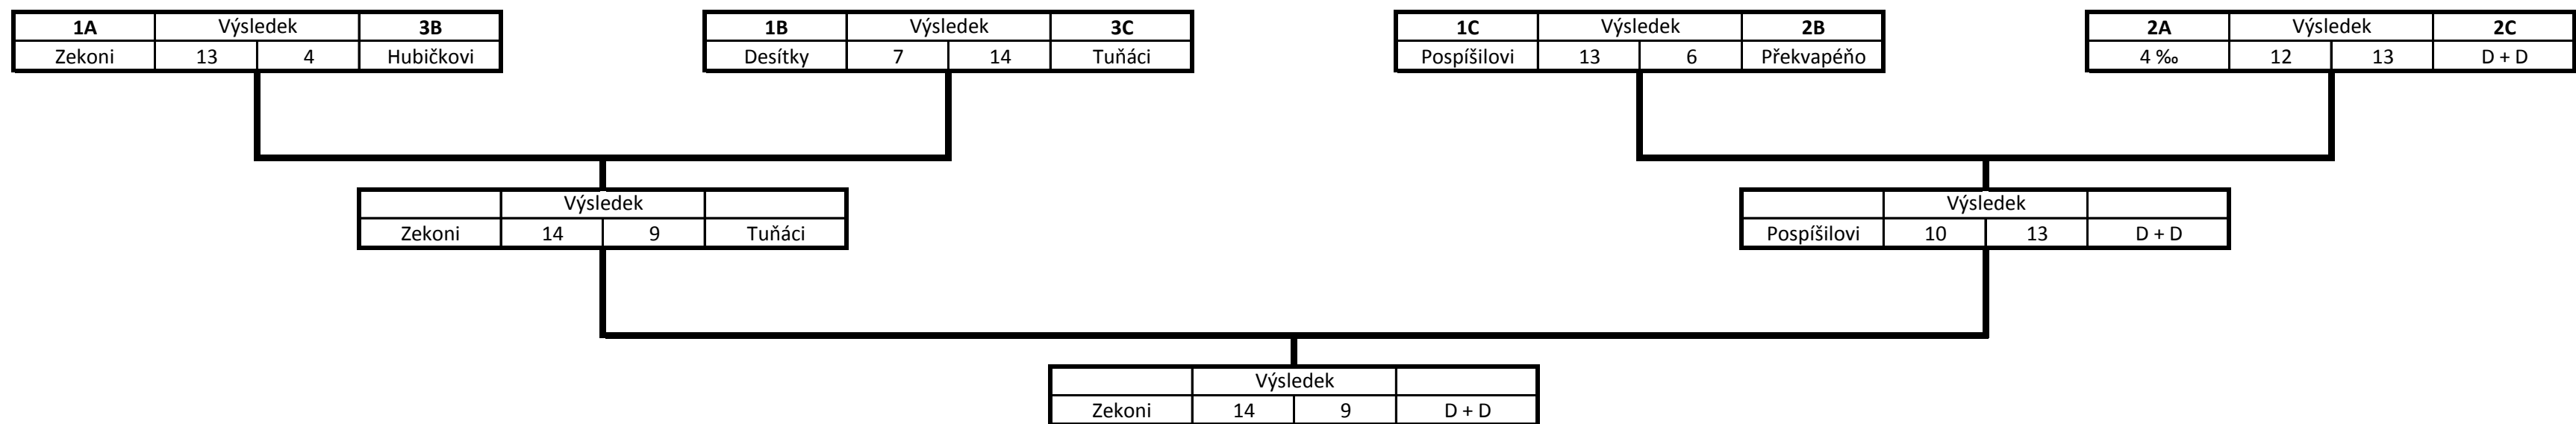 1A Výsledek 3B
Zekoni 13 4 Hubičkovi
1B Výsledek 3C
Desítky 7 14 Tuňáci
1C Výsledek 2B
Pospíšilovi 13 6 Překvapéňo
2A Výsledek 2C
4 ‰ 12 13 D + D
Výsledek
Zekoni 14 9 Tuňáci
Výsledek
Pospíšilovi 10 13 D + D
Výsledek
Zekoni 14 9 D + D